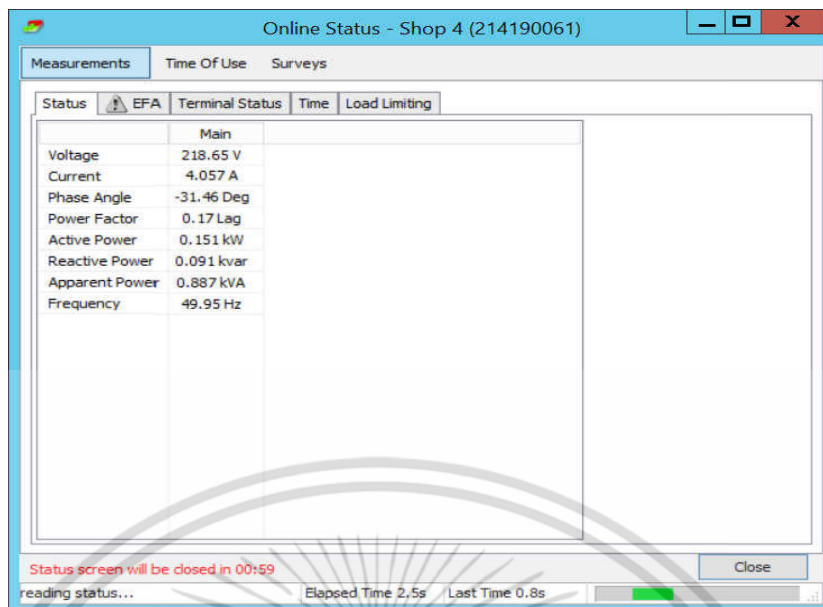 Online Status - Shop 4 (214190061)
Measurements Time Of Use Surveys
Status EFA Terminal Status Time Load Limiting
Main
Voltage 218.65 V
Current 4.057 A
Phase Angle -31.46 Deg
Power Factor 0.17 Lag
Active Power 0.151 kW
Reactive Power 0.091 kvar
Apparent Power 0.887 kVA
Frequency 49.95 Hz
Status screen will be closed in 00:59 Close
reading status... Elapsed Time 2.5s Last Time 0.8s